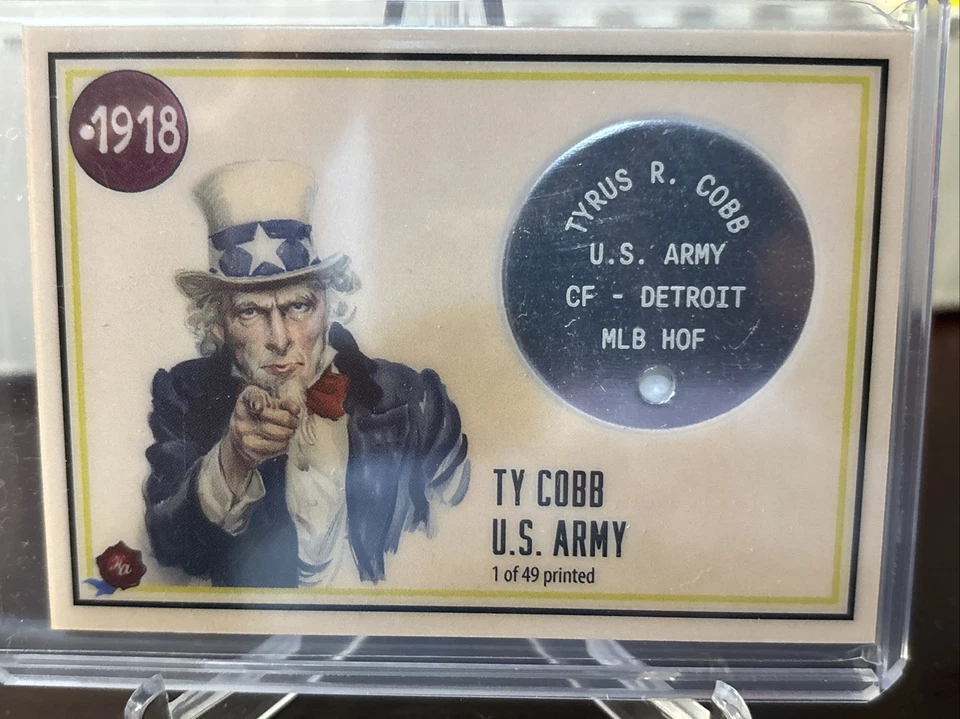 1918
TYRUS R. COBB
U.S. ARMY
CF - DETROIT
MLB HOF
TY COBB
U.S. ARMY
1 of 49 printed